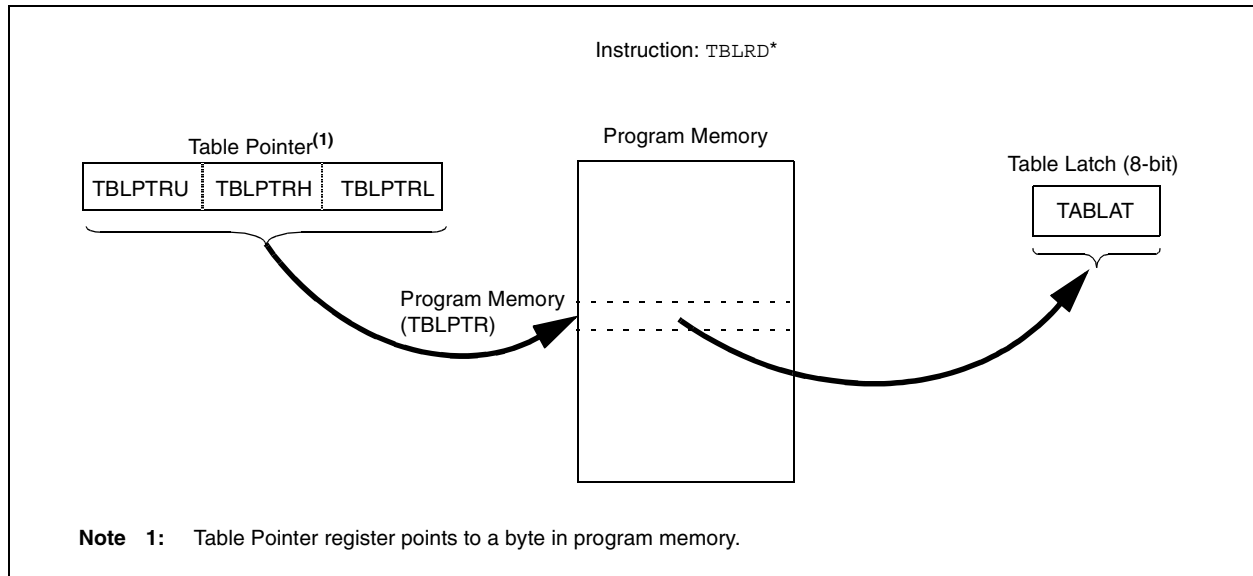 Instruction: TBLRD*
Table Pointer(1)
TBLPTRU TBLPTRH TBLPTRL
Program Memory
Table Latch (8-bit)
TABLAT
Program Memory
(TBLPTR)
Note 1: Table Pointer register points to a byte in program memory.